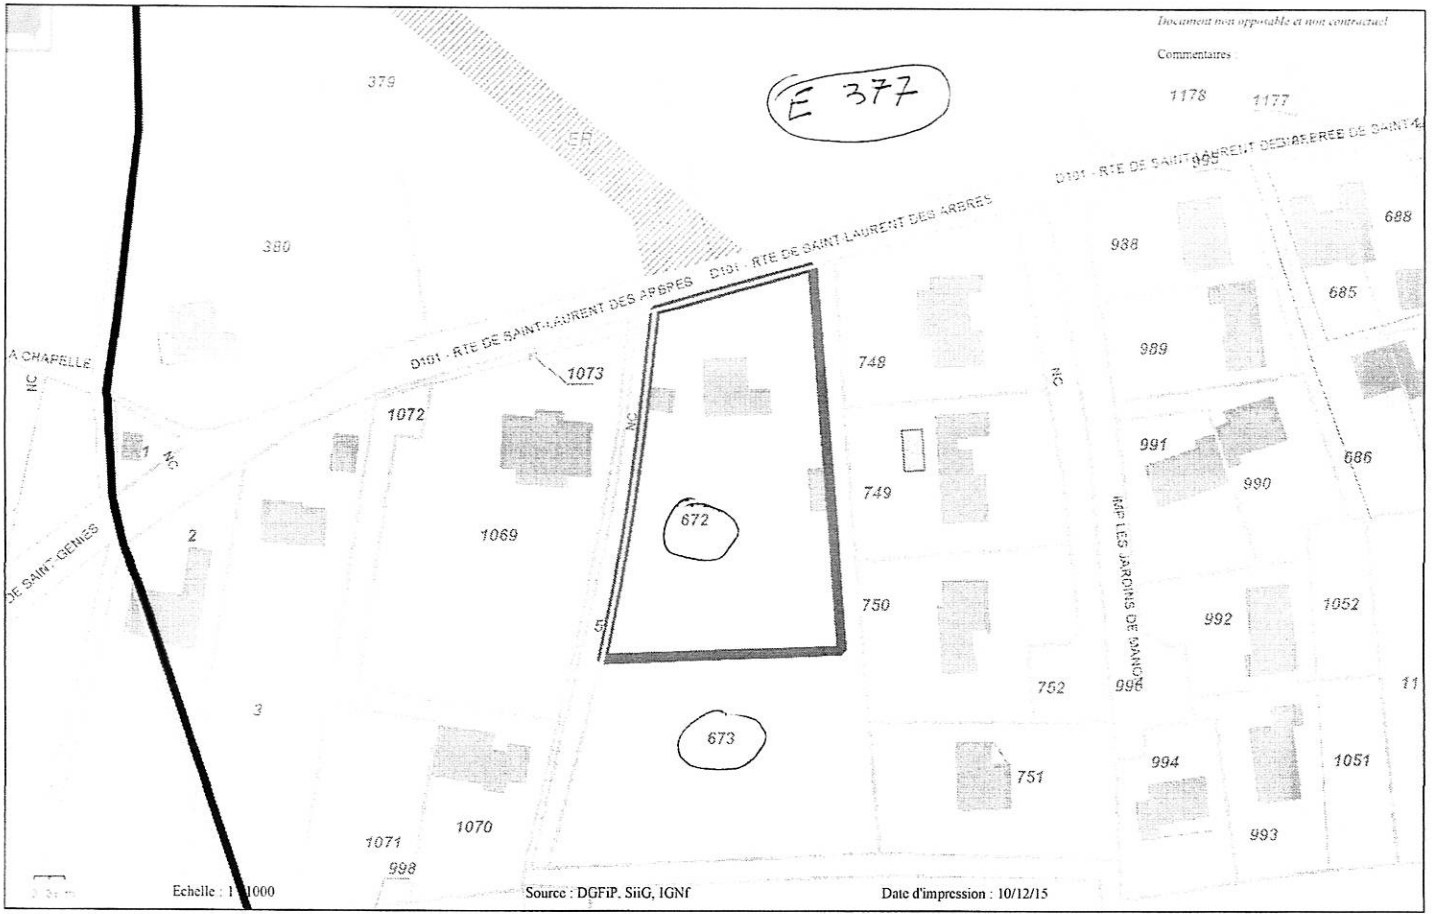 Document non opposable et non contractuel
Commentaires :
379
E 377
1178
1177
ER
D101 - RTE DE SAINT-LAURENT DES ARBRES
995
688
380
938
D101 - RTE DE SAINT-LAURENT DES ARBRES
685
D101 - RTE DE SAINT-LAURENT DES ARBRES
A CHAPELLE
NC
1073
748
989
NC
1072
NC
1
NC
991
686
990
749
672
2
1069
DE SAINT-GENIES
IMP LES JARDINS DE MANON
750
992
1052
5
752
996
11
3
673
751
994
1051
1070
1071
993
998
Echelle : 1 / 1000
Source : DGFiP, SiiG, IGNf
Date d'impression : 10/12/15